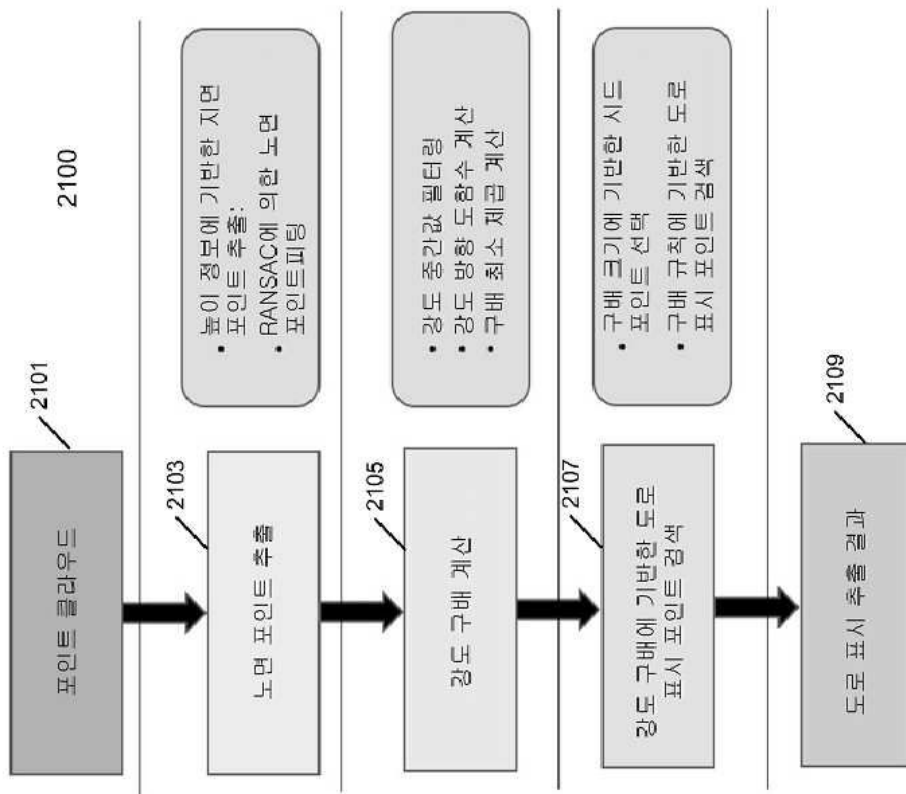 2100
포인트 클라우드
2101
노면 포인트 추출
2103
• 높이 정보에 기반한 지면
포인트 추출:
• RANSAC에 의한 노면
포인트피팅
강도 구배 계산
2105
• 강도 중간값 필터링
• 강도 방향 도함수 계산
• 구배 최소 제곱 계산
강도 구배에 기반한 도로
표시 포인트 검색
2107
• 구배 크기에 기반한 시드
포인트 선택
• 구배 규칙에 기반한 도로
표시 포인트 검색
도로 표시 추출 결과
2109